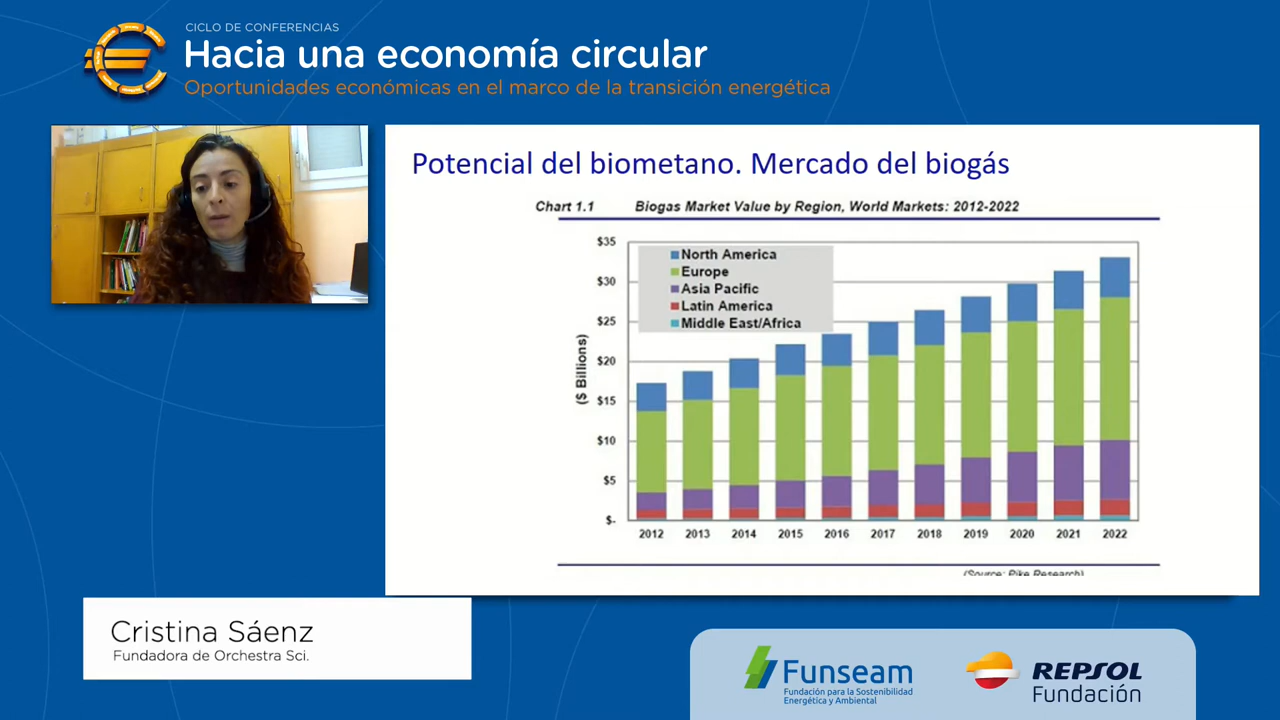 CICLO DE CONFERENCIAS
Hacia una economía circular
Oportunidades económicas en el marco de la transición energética
Potencial del biometano. Mercado del biogás
Chart 1.1 Biogas Market Value by Region, World Markets: 2012-2022
($ Billions)
$35
$30
$25
$20
$15
$10
$5
$-
North America
Europe
Asia Pacific
Latin America
Middle East/Africa
2012 2013 2014 2015 2016 2017 2018 2019 2020 2021 2022
(Source: Pike Research)
Cristina Sáenz
Fundadora de Orchestra Sci.
Funseam
Fundación para la Sostenibilidad
Energética y Ambiental
REPSOL
Fundación